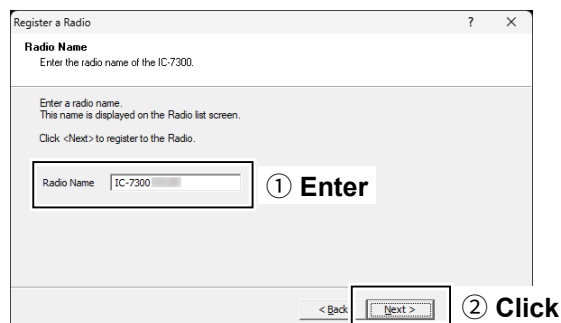 Register a Radio ? ×
Radio Name
Enter the radio name of the IC-7300.
Enter a radio name.
This name is displayed on the Radio list screen.
Click <Next> to register to the Radio.
Radio Name IC-7300 ① Enter
< Back Next > ② Click